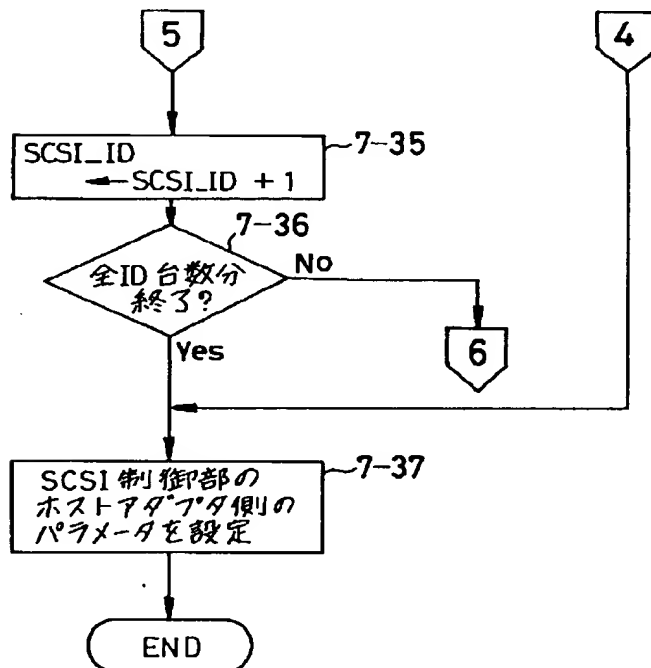 5
4
7-35
SCSI_ID
←SCSI_ID + 1
7-36
全ID台数分
終了?
No
6
Yes
7-37
SCSI制御部の
ホストアダプタ側の
パラメータを設定
END